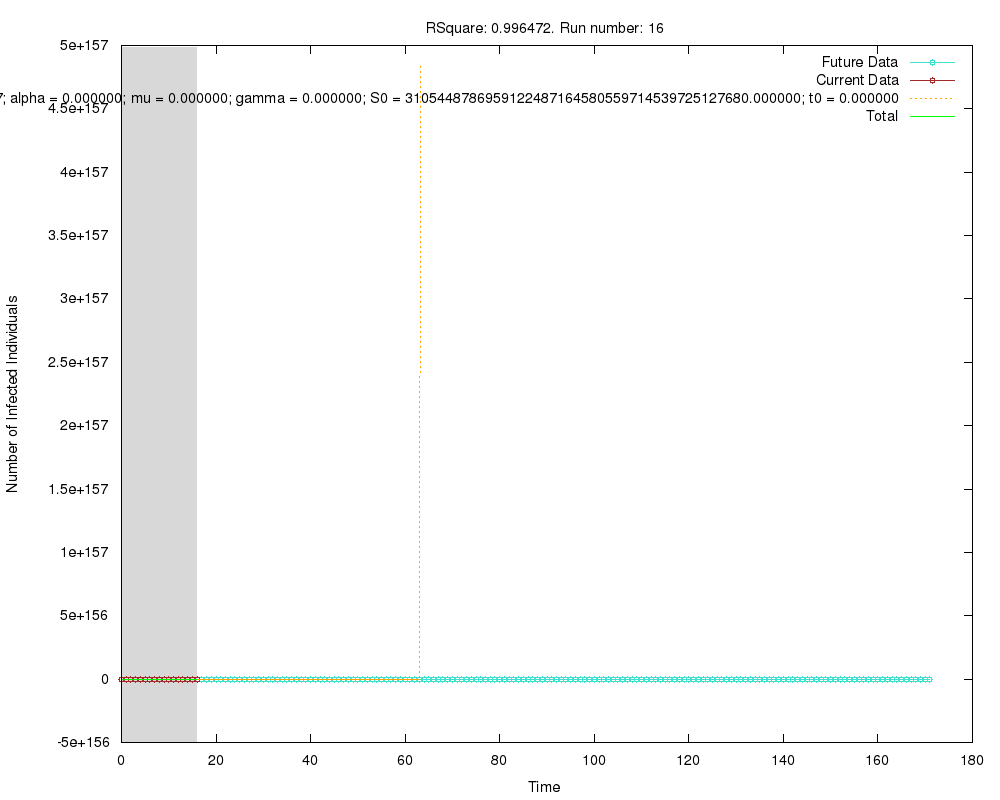 RSquare: 0.996472. Run number: 16
5e+157
Future Data
Current Data
7; alpha = 0.000000; mu = 0.000000; gamma = 0.000000; S0 = 31054487869591224871645805597145397251​27680.000000; t0 = 0.000000
4.5e+157
Total
4e+157
3.5e+157
3e+157
2.5e+157
2e+157
1.5e+157
1e+157
5e+156
0
-5e+156
Number of Infected Individuals
0 20 40 60 80 100 120 140 160 180
Time